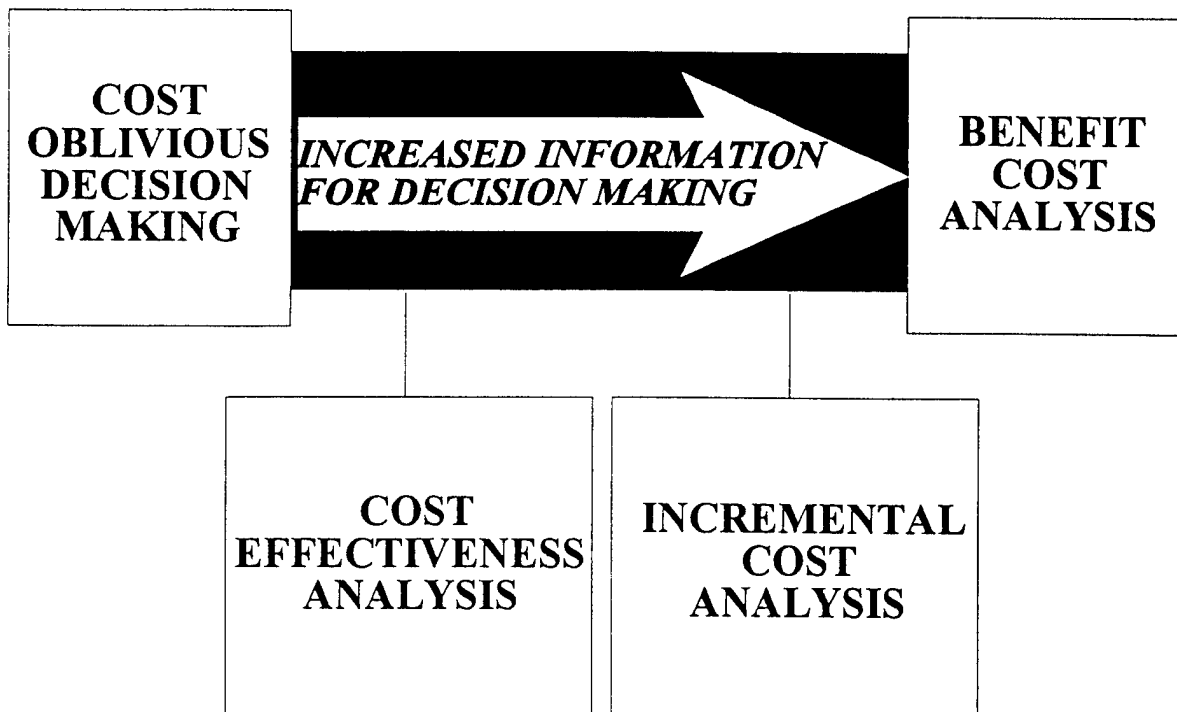 COST
OBLIVIOUS
DECISION
MAKING
INCREASED INFORMATION
FOR DECISION MAKING
BENEFIT
COST
ANALYSIS
COST
EFFECTIVENESS
ANALYSIS
INCREMENTAL
COST
ANALYSIS